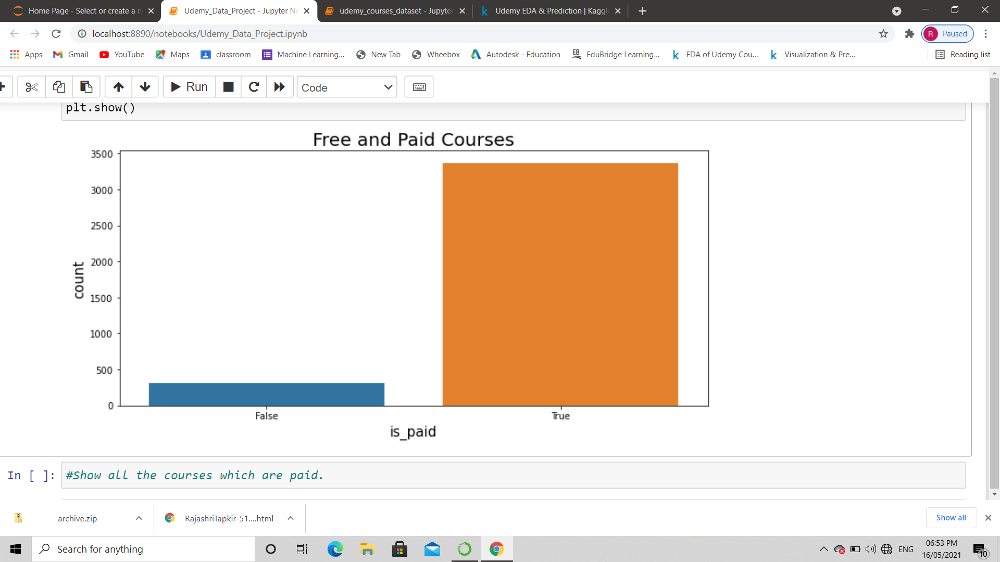 Home Page - Select or create a n
Udemy_Data_Project - Jupyter No
udemy_courses_dataset - Jupyter
Udemy EDA & Prediction | Kaggle
localhost:8890/notebooks/Udemy_Data_Project.ipynb
R Paused
Apps
Gmail
YouTube
Maps
classroom
Machine Learning...
New Tab
Wheebox
Autodesk - Education
EB EduBridge Learning...
k EDA of Udemy Cou...
k Visualization & Pre...
Reading list
Run
Code
plt.show()
Free and Paid Courses
3500
3000
2500
2000
1500
1000
500
0
count
False
True
is_paid
In [ ]:
#Show all the courses which are paid.
archive.zip
RajashriTapkir-51....html
Show all
Search for anything
ENG
06:53 PM
16/05/2021
10